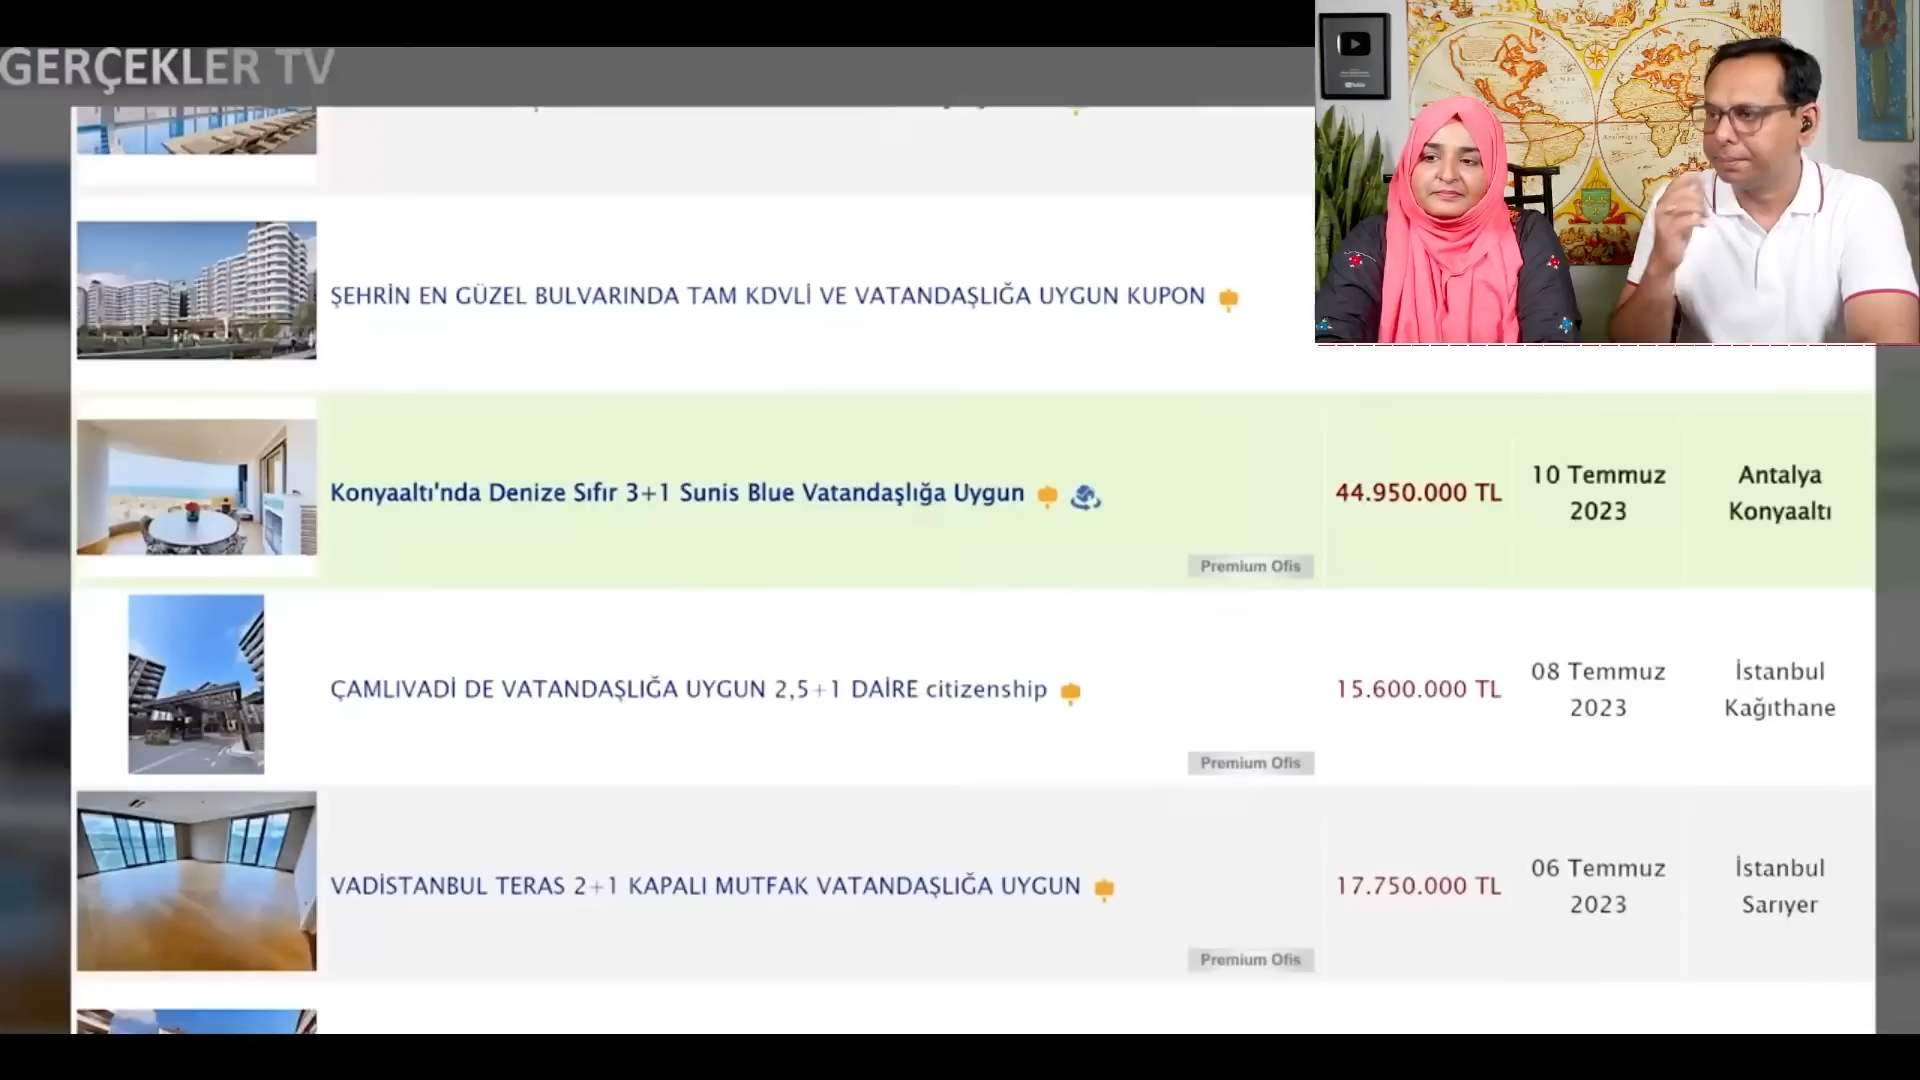 GERÇEKLER TV
ŞEHRİN EN GÜZEL BULVARINDA TAM KDVLİ VE VATANDAŞLIĞA UYGUN KUPON
Konyaaltı'nda Denize Sıfır 3+1 Sunis Blue Vatandaşlığa Uygun
44.950.000 TL
10 Temmuz
2023
Antalya
Konyaaltı
Premium Ofis
ÇAMLIVADİ DE VATANDAŞLIĞA UYGUN 2,5+1 DAİRE citizenship
15.600.000 TL
08 Temmuz
2023
İstanbul
Kağıthane
Premium Ofis
VADİSTANBUL TERAS 2+1 KAPALI MUTFAK VATANDAŞLIĞA UYGUN
17.750.000 TL
06 Temmuz
2023
İstanbul
Sarıyer
Premium Ofis